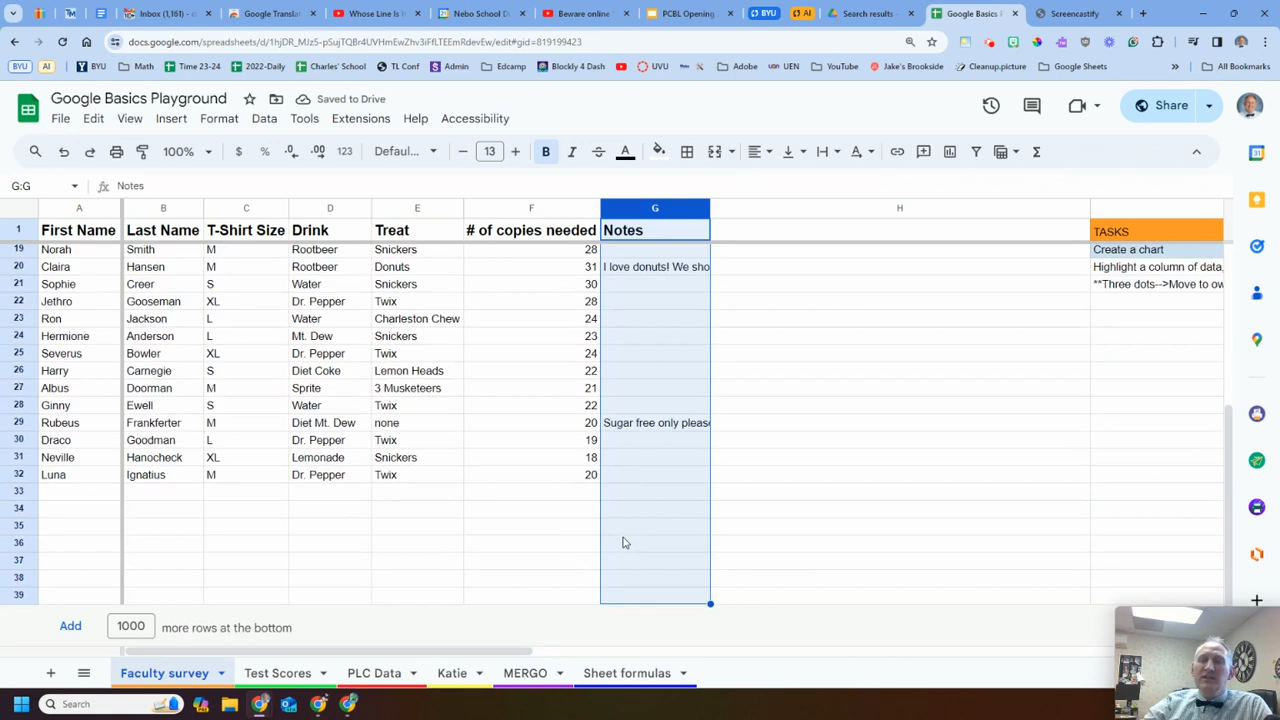 Inbox (1,161) - c
Google Translat
Whose Line Is H
Nebo School D
Beware online
PCBL Opening
BYU
AI
Search results -
Google Basics P
Screencastify
docs.google.com/spreadsheets/d/1hjDR_MJz5-pSujTQBr4UVHmEwZhv3iFfLTEEmRdevEw/edit#gid=819199423
BYU
AI
BYU
Math
Time 23-24
2022-Daily
Charles' School
TL Conf
Admin
Edcamp
Blockly 4 Dash
UVU
Adobe
UEN
YouTube
Jake's Brookside
Cleanup.picture
Google Sheets
All Bookmarks
Google Basics Playground
Saved to Drive
Share
File Edit View Insert Format Data Tools Extensions Help Accessibility
100% $ % .0 .00 123 Defaul... 13 B I S A
G:G fx Notes
A B C D E F G H
1 First Name Last Name T-Shirt Size Drink Treat # of copies needed Notes TASKS
19 Norah Smith M Rootbeer Snickers 28 Create a chart
20 Claira Hansen M Rootbeer Donuts 31 I love donuts! We sho Highlight a column of data,
21 Sophie Creer S Water Snickers 30 **Three dots-->Move to ow
22 Jethro Gooseman XL Dr. Pepper Twix 28
23 Ron Jackson L Water Charleston Chew 24
24 Hermione Anderson L Mt. Dew Snickers 23
25 Severus Bowler XL Dr. Pepper Twix 24
26 Harry Carnegie S Diet Coke Lemon Heads 22
27 Albus Doorman M Sprite 3 Musketeers 21
28 Ginny Ewell S Water Twix 22
29 Rubeus Frankferter M Diet Mt. Dew none 20 Sugar free only please
30 Draco Goodman L Dr. Pepper Twix 19
31 Neville Hanocheck XL Lemonade Snickers 18
32 Luna Ignatius M Dr. Pepper Twix 20
33
34
35
36
37
38
39
Add 1000 more rows at the bottom
Faculty survey Test Scores PLC Data Katie MERGO Sheet formulas
Search